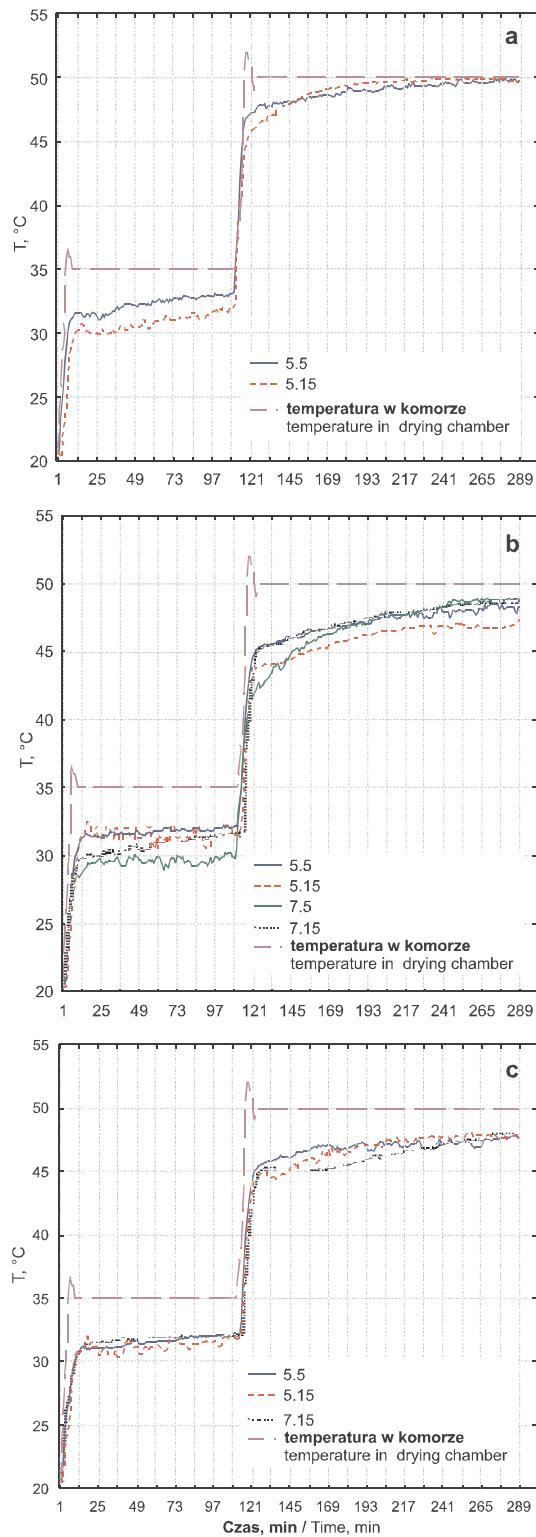 55
a
50
45
40
T, °C
35
30
5.5
5.15
25
temperatura w komorze
temperature in drying chamber
20
1 25 49 73 97 121 145 169 193 217 241 265 289
55
b
50
45
40
T, °C
35
30
5.5
5.15
7.5
25
7.15
temperatura w komorze
temperature in drying chamber
20
1 25 49 73 97 121 145 169 193 217 241 265 289
55
c
50
45
40
T, °C
35
30
5.5
5.15
7.15
25
temperatura w komorze
temperature in drying chamber
20
1 25 49 73 97 121 145 169 193 217 241 265 289
Czas, min / Time, min